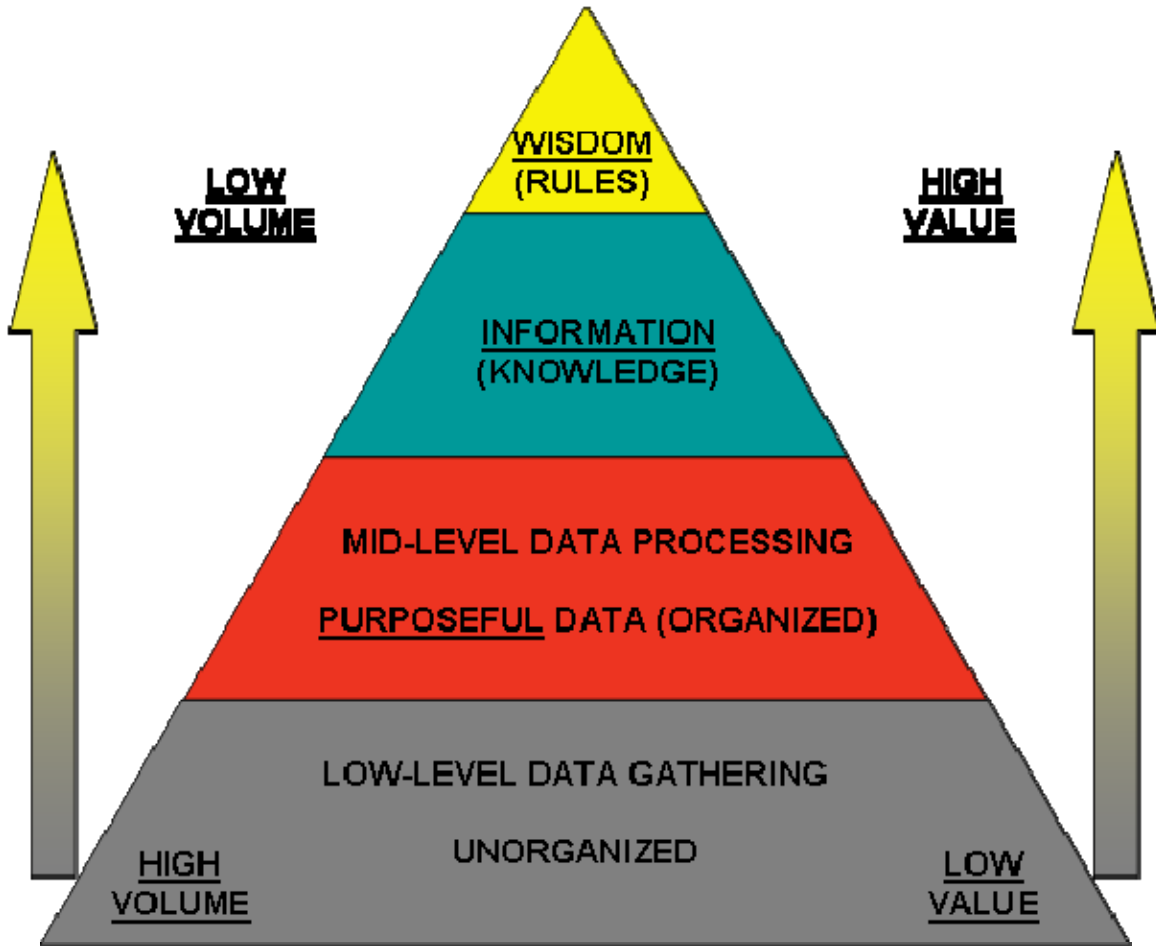 WISDOM
(RULES)
LOW
VOLUME
HIGH
VALUE
INFORMATION
(KNOWLEDGE)
MID-LEVEL DATA PROCESSING
PURPOSEFUL DATA (ORGANIZED)
LOW-LEVEL DATA GATHERING
UNORGANIZED
HIGH
VOLUME
LOW
VALUE